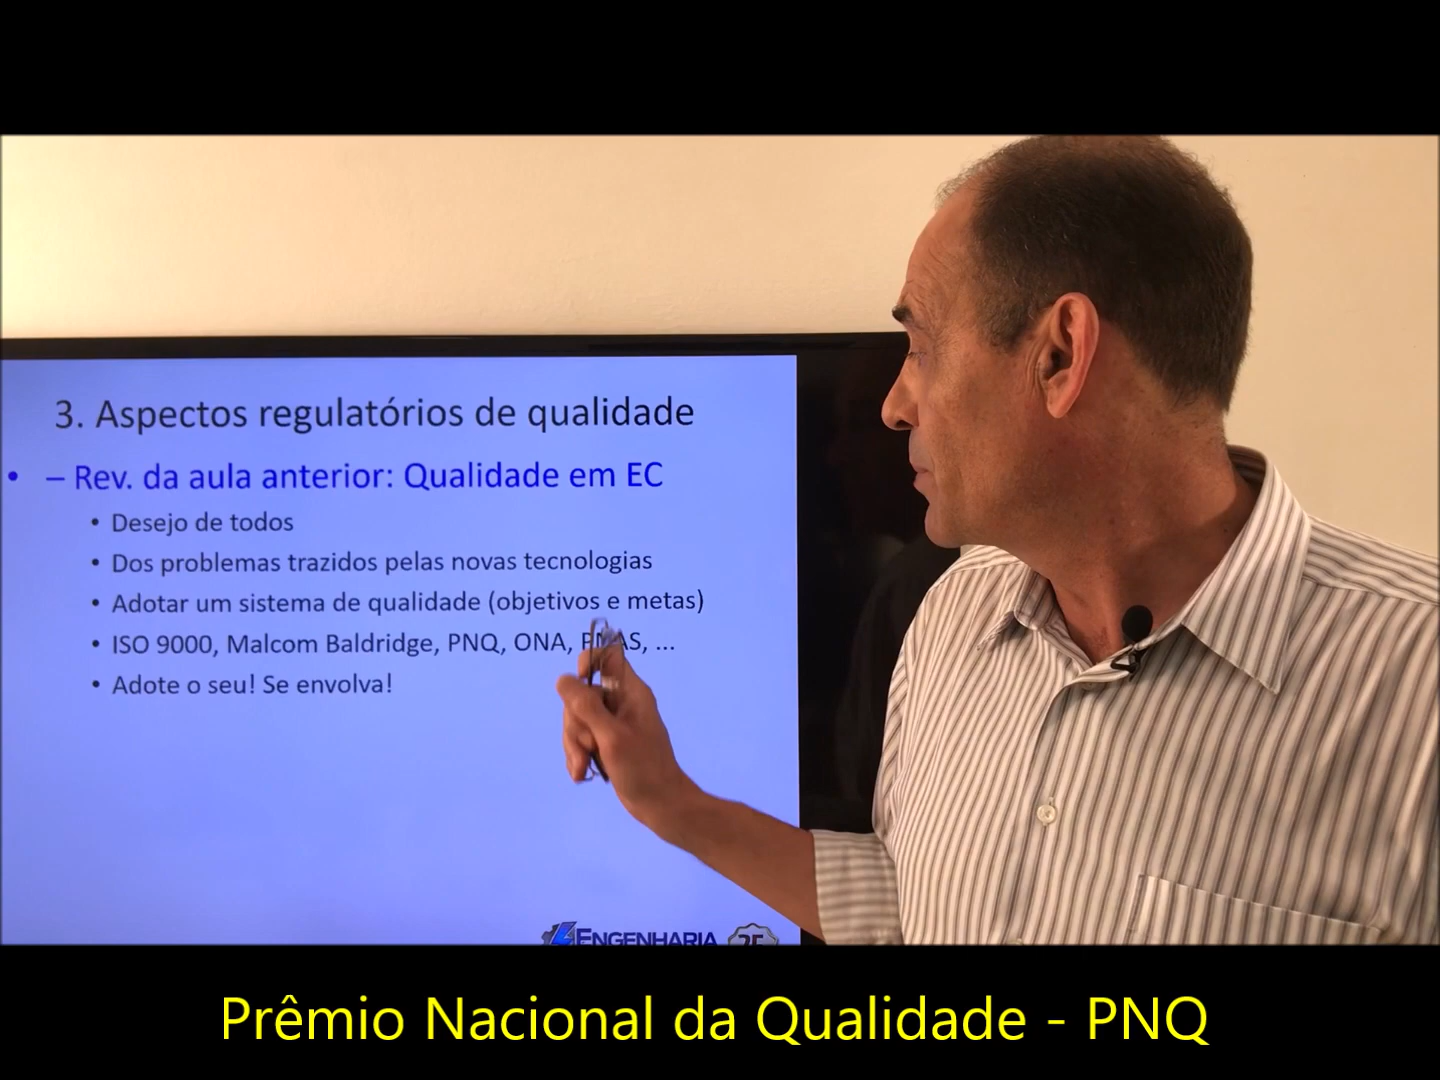 3. Aspectos regulatórios de qualidade
• – Rev. da aula anterior: Qualidade em EC
• Desejo de todos
• Dos problemas trazidos pelas novas tecnologias
• Adotar um sistema de qualidade (objetivos e metas)
• ISO 9000, Malcom Baldridge, PNQ, ONA, ...
• Adote o seu! Se envolva!
ENGENHARIA
Prêmio Nacional da Qualidade - PNQ